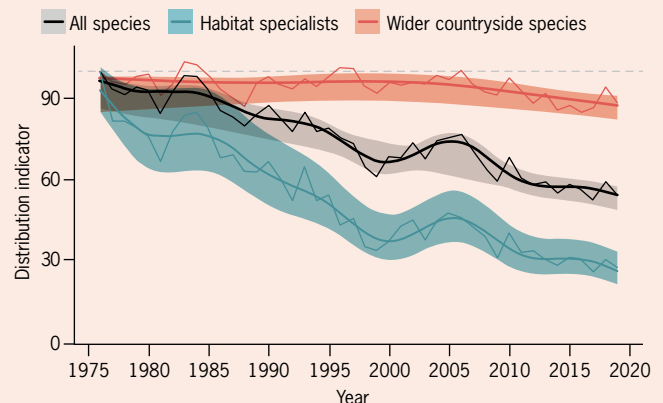 All species Habitat specialists Wider countryside species
Distribution indicator
90
60
30
0
1975 1980 1985 1990 1995 2000 2005 2010 2015 2020
Year